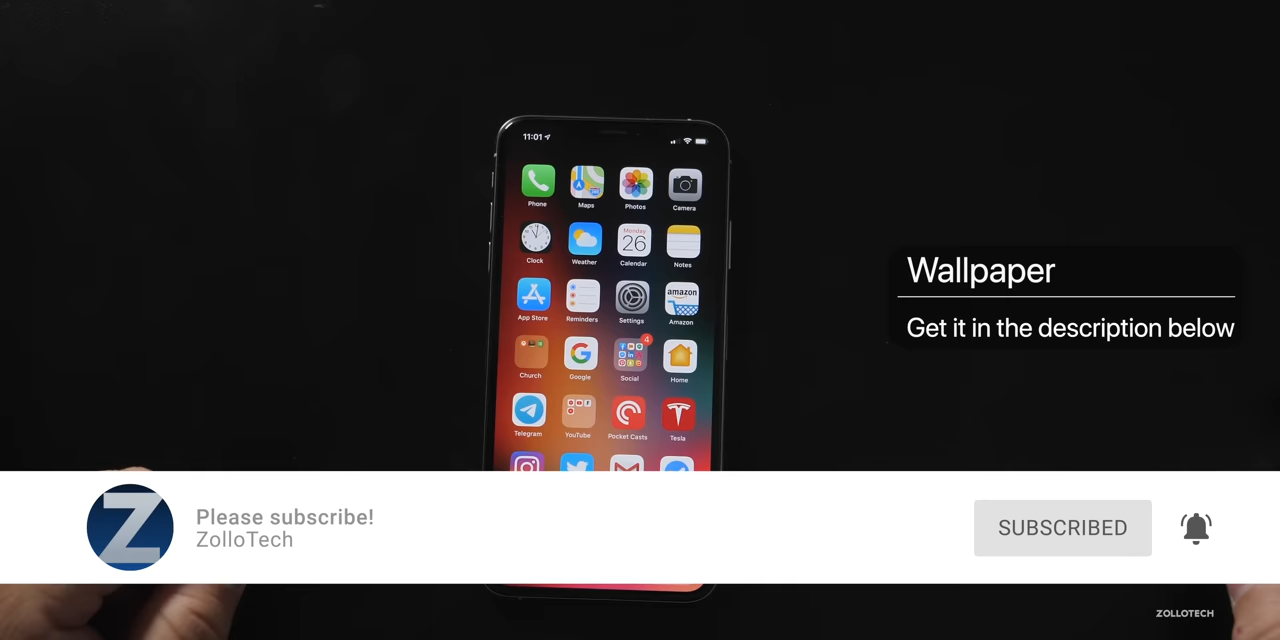 11:01
Phone
Maps
Photos
Camera
Clock
Weather
Monday
26
Calendar
Notes
App Store
Reminders
Settings
amazon
Amazon
Church
Google
4
Social
Home
Telegram
YouTube
Pocket Casts
Tesla
Wallpaper
Get it in the description below
Z
Please subscribe!
ZolloTech
SUBSCRIBED
ZOLLOTECH